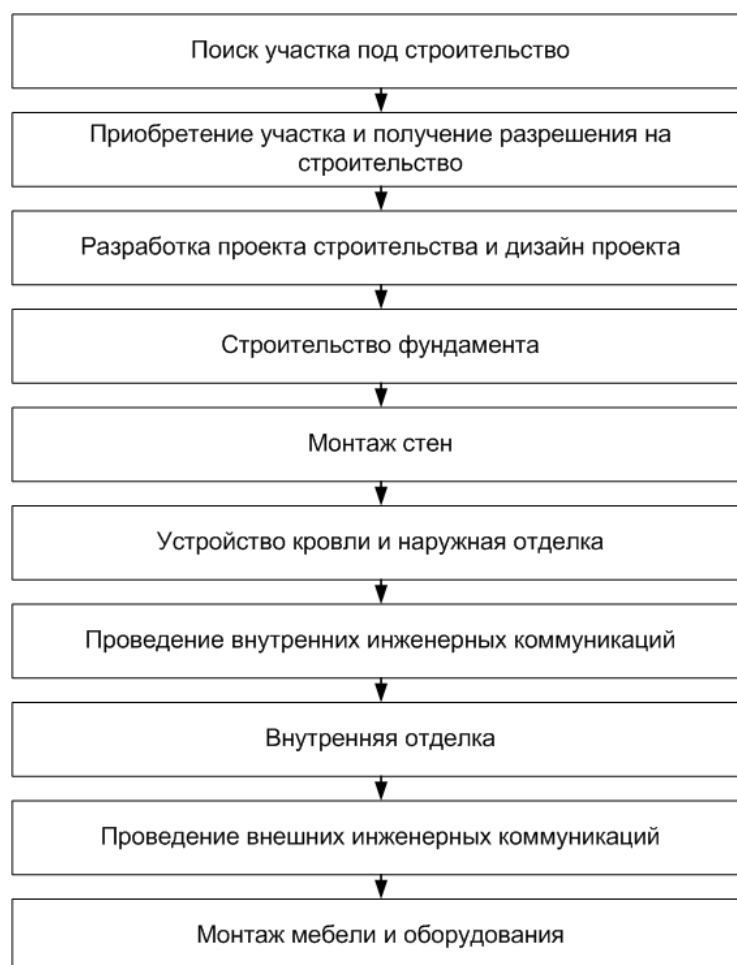 Поиск участка под строительство
Приобретение участка и получение разрешения на
строительство
Разработка проекта строительства и дизайн проекта
Строительство фундамента
Монтаж стен
Устройство кровли и наружная отделка
Проведение внутренних инженерных коммуникаций
Внутренняя отделка
Проведение внешних инженерных коммуникаций
Монтаж мебели и оборудования